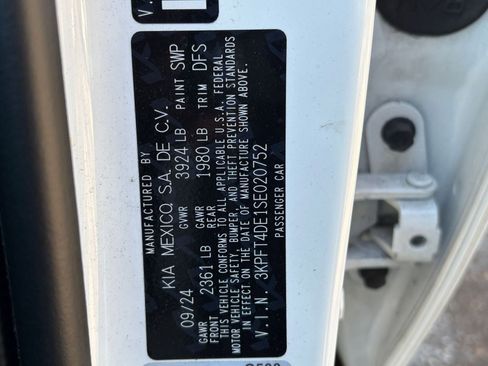 V.I.
MANUFACTURED BY
KIA MEXICO, S.A. DE C.V.
09/24 GVWR 3924 LB PAINT SWP
GAWR FRONT 2361 LB GAWR REAR 1980 LB TRIM DFS
THIS VEHICLE CONFORMS TO ALL APPLICABLE U.S.A. FEDERAL
MOTOR VEHICLE SAFETY, BUMPER, AND THEFT PREVENTION STANDARDS
IN EFFECT ON THE DATE OF MANUFACTURE SHOWN ABOVE.
V.I.N. 3KPFT4DE1SE020752
PASSENGER CAR